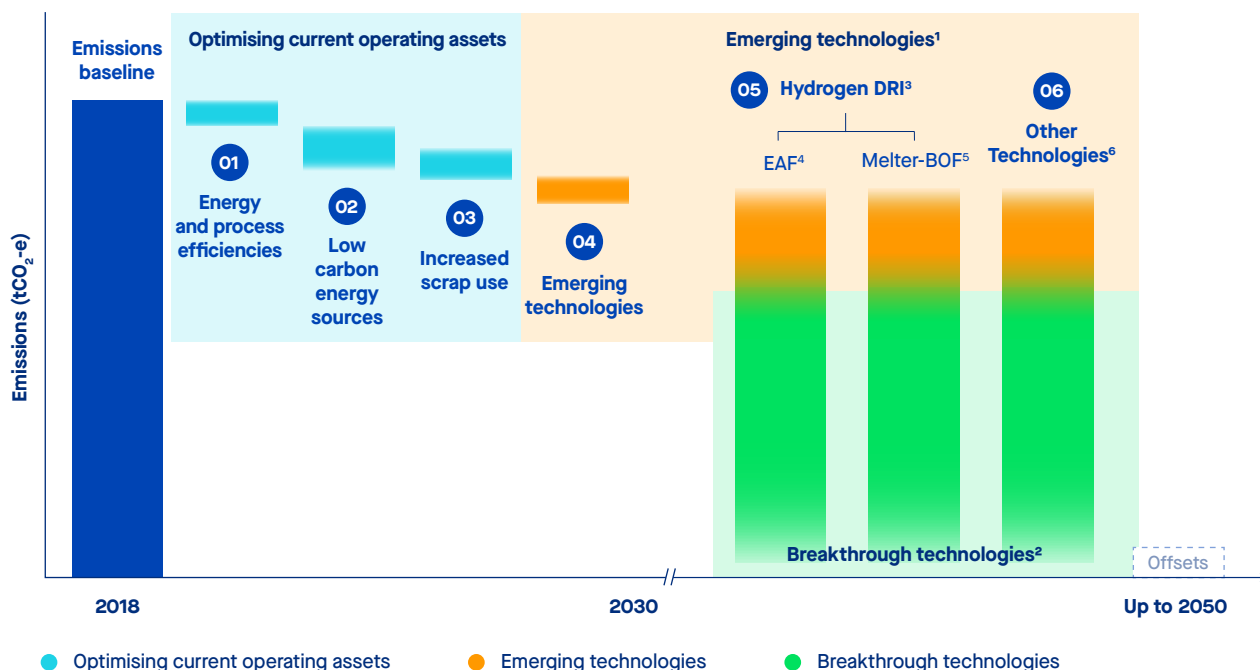 Emissions
baseline
Optimising current operating assets
Emerging technologies¹
01
Energy
and process
efficiencies
02
Low
carbon
energy
sources
03
Increased
scrap use
04
Emerging
technologies
05
Hydrogen DRI³
EAF⁴
Melter-BOF⁵
06
Other
Technologies⁶
Breakthrough technologies²
Offsets
Emissions (tCO₂-e)
2018
2030
Up to 2050
Optimising current operating assets
Emerging technologies
Breakthrough technologies